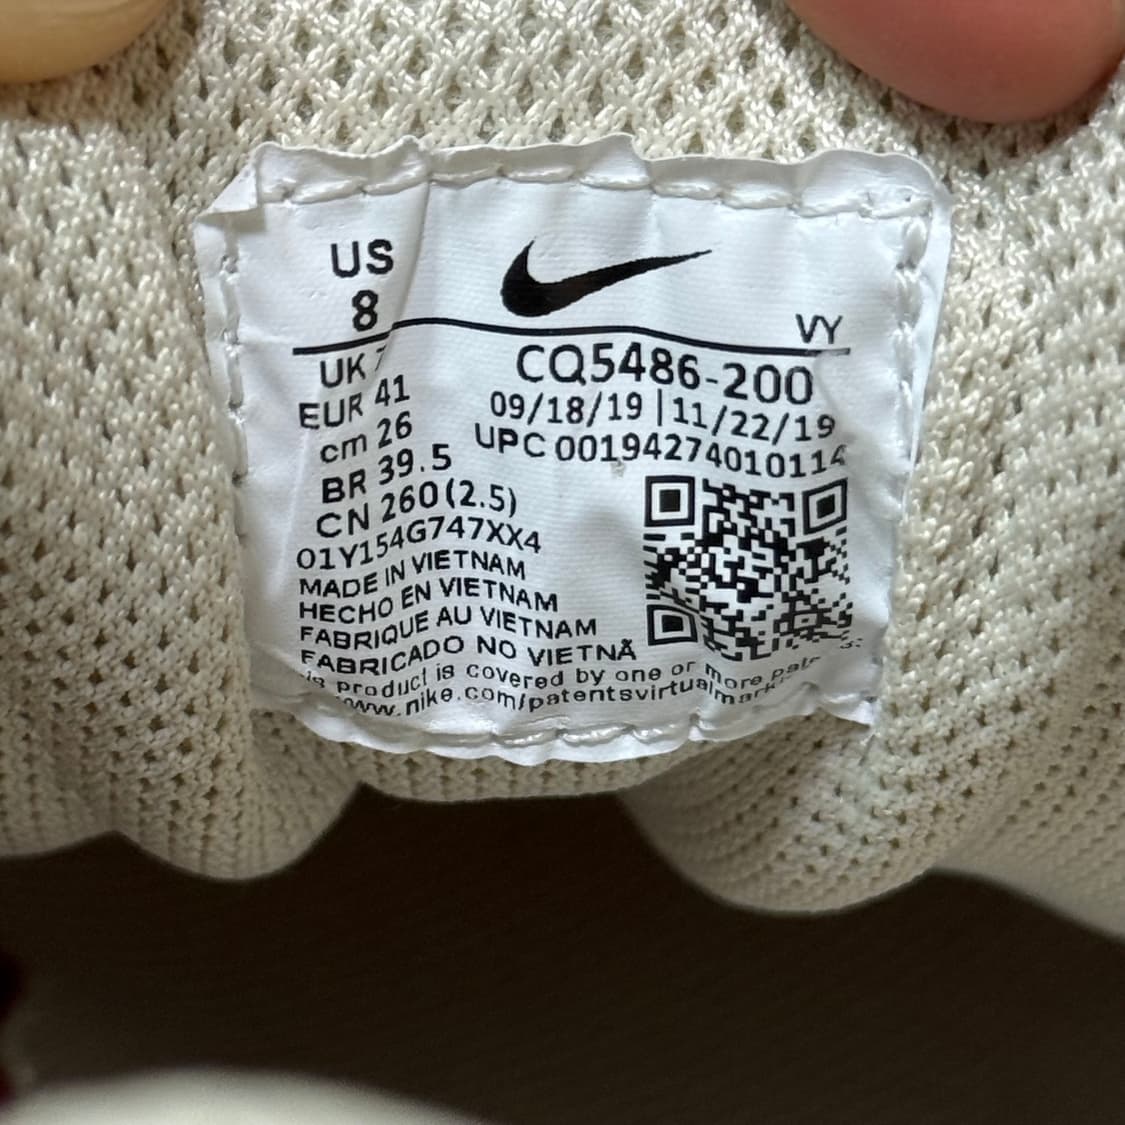 US
8
VY
UK 7
EUR 41
cm 26
BR 39.5
CN 260(2.5)
CQ5486-200
09/18/19 | 11/22/19
UPC 00194274010114
01Y154G747XX4
MADE IN VIETNAM
HECHO EN VIETNAM
FABRIQUE AU VIETNAM
FABRICADO NO VIETNÃ
product is covered by one or more
www.nike.com/patentsvirtualmark